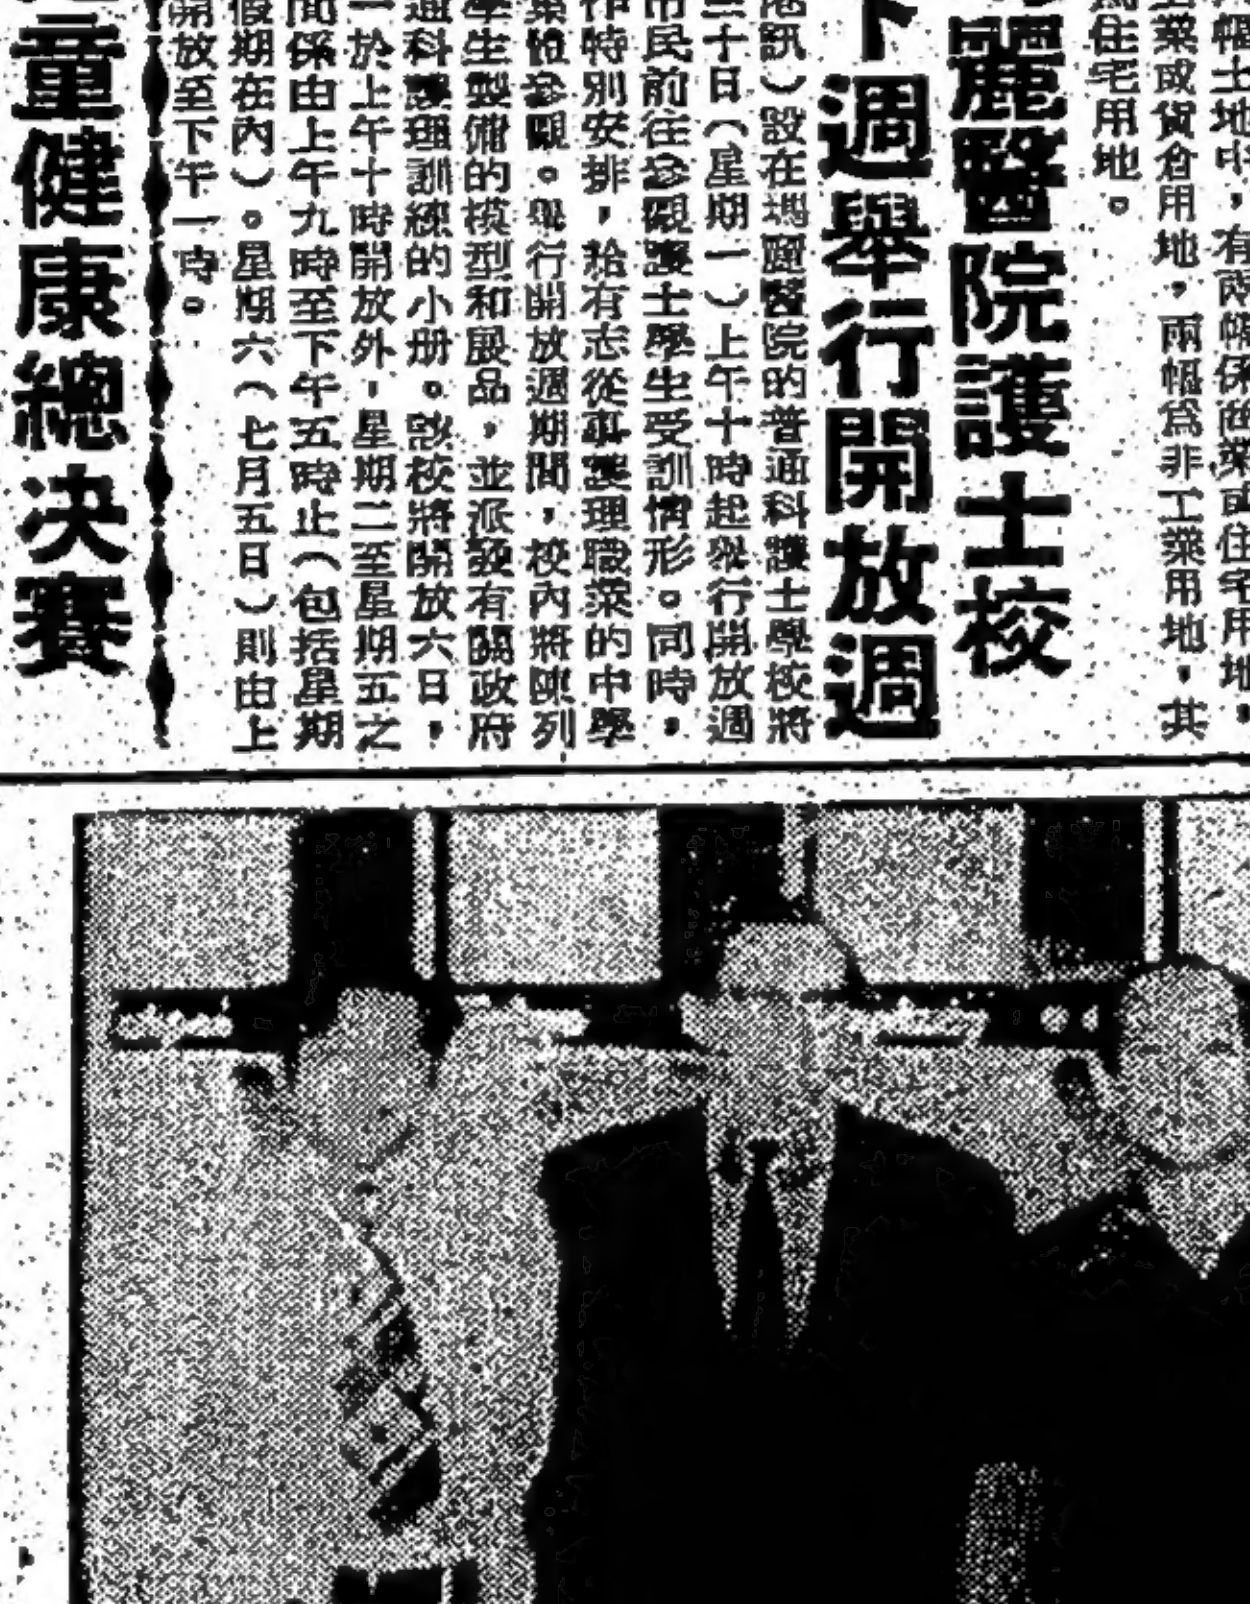 幅土地中，有兩幅係商業或住宅用地，
業或貨倉用地，兩幅爲非工業用地，其
住宅用地。
麗醫院護士校
下週舉行開放週
訊）設在瑪麗醫院的普通科護士學校將
三十日（星期一）上午十時起舉行開放週
市民前往參觀護士學生受訓情形。同時，
作特別安排，給有志從事護理職業的中學
參觀。舉行開放週期間，校內將陳列
學生製備的模型和展品，並派發有關政府
通科護理訓練的小册。該校將開放六日，
一於上午十時開放外，星期二至星期五之
間係由上午九時至下午五時止（包括星期
假期在內）。星期六（七月五日）則由上
開放至下午一時。
童健康總決賽